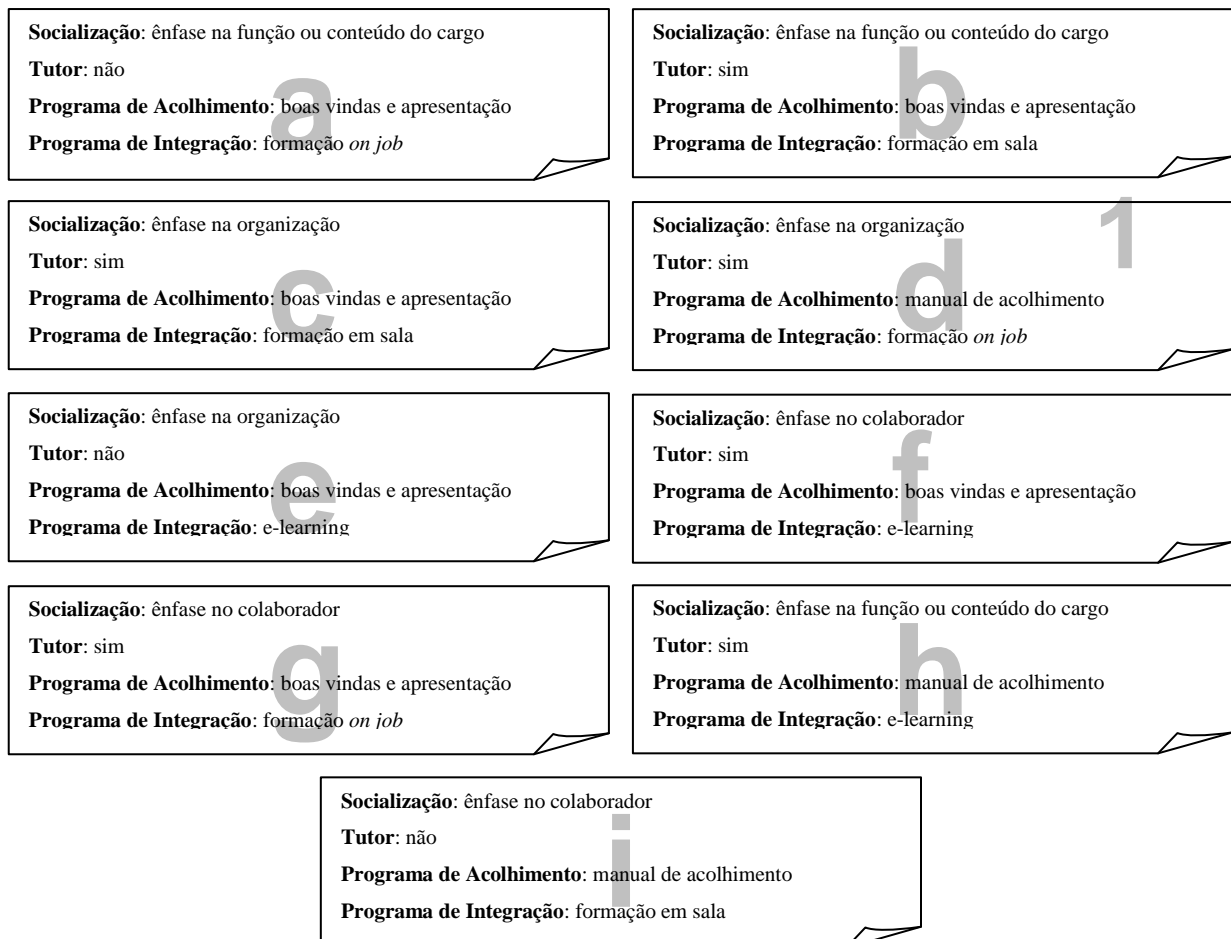 Socialização: ênfase na função ou conteúdo do cargo
Tutor: não
Programa de Acolhimento: boas vindas e apresentação
Programa de Integração: formação on job
a
Socialização: ênfase na função ou conteúdo do cargo
Tutor: sim
Programa de Acolhimento: boas vindas e apresentação
Programa de Integração: formação em sala
b
Socialização: ênfase na organização
Tutor: sim
Programa de Acolhimento: boas vindas e apresentação
Programa de Integração: formação em sala
c
1
Socialização: ênfase na organização
Tutor: sim
Programa de Acolhimento: manual de acolhimento
Programa de Integração: formação on job
d
Socialização: ênfase na organização
Tutor: não
Programa de Acolhimento: boas vindas e apresentação
Programa de Integração: e-learning
e
Socialização: ênfase no colaborador
Tutor: sim
Programa de Acolhimento: boas vindas e apresentação
Programa de Integração: e-learning
f
Socialização: ênfase no colaborador
Tutor: sim
Programa de Acolhimento: boas vindas e apresentação
Programa de Integração: formação on job
g
Socialização: ênfase na função ou conteúdo do cargo
Tutor: sim
Programa de Acolhimento: manual de acolhimento
Programa de Integração: e-learning
h
Socialização: ênfase no colaborador
Tutor: não
Programa de Acolhimento: manual de acolhimento
Programa de Integração: formação em sala
i